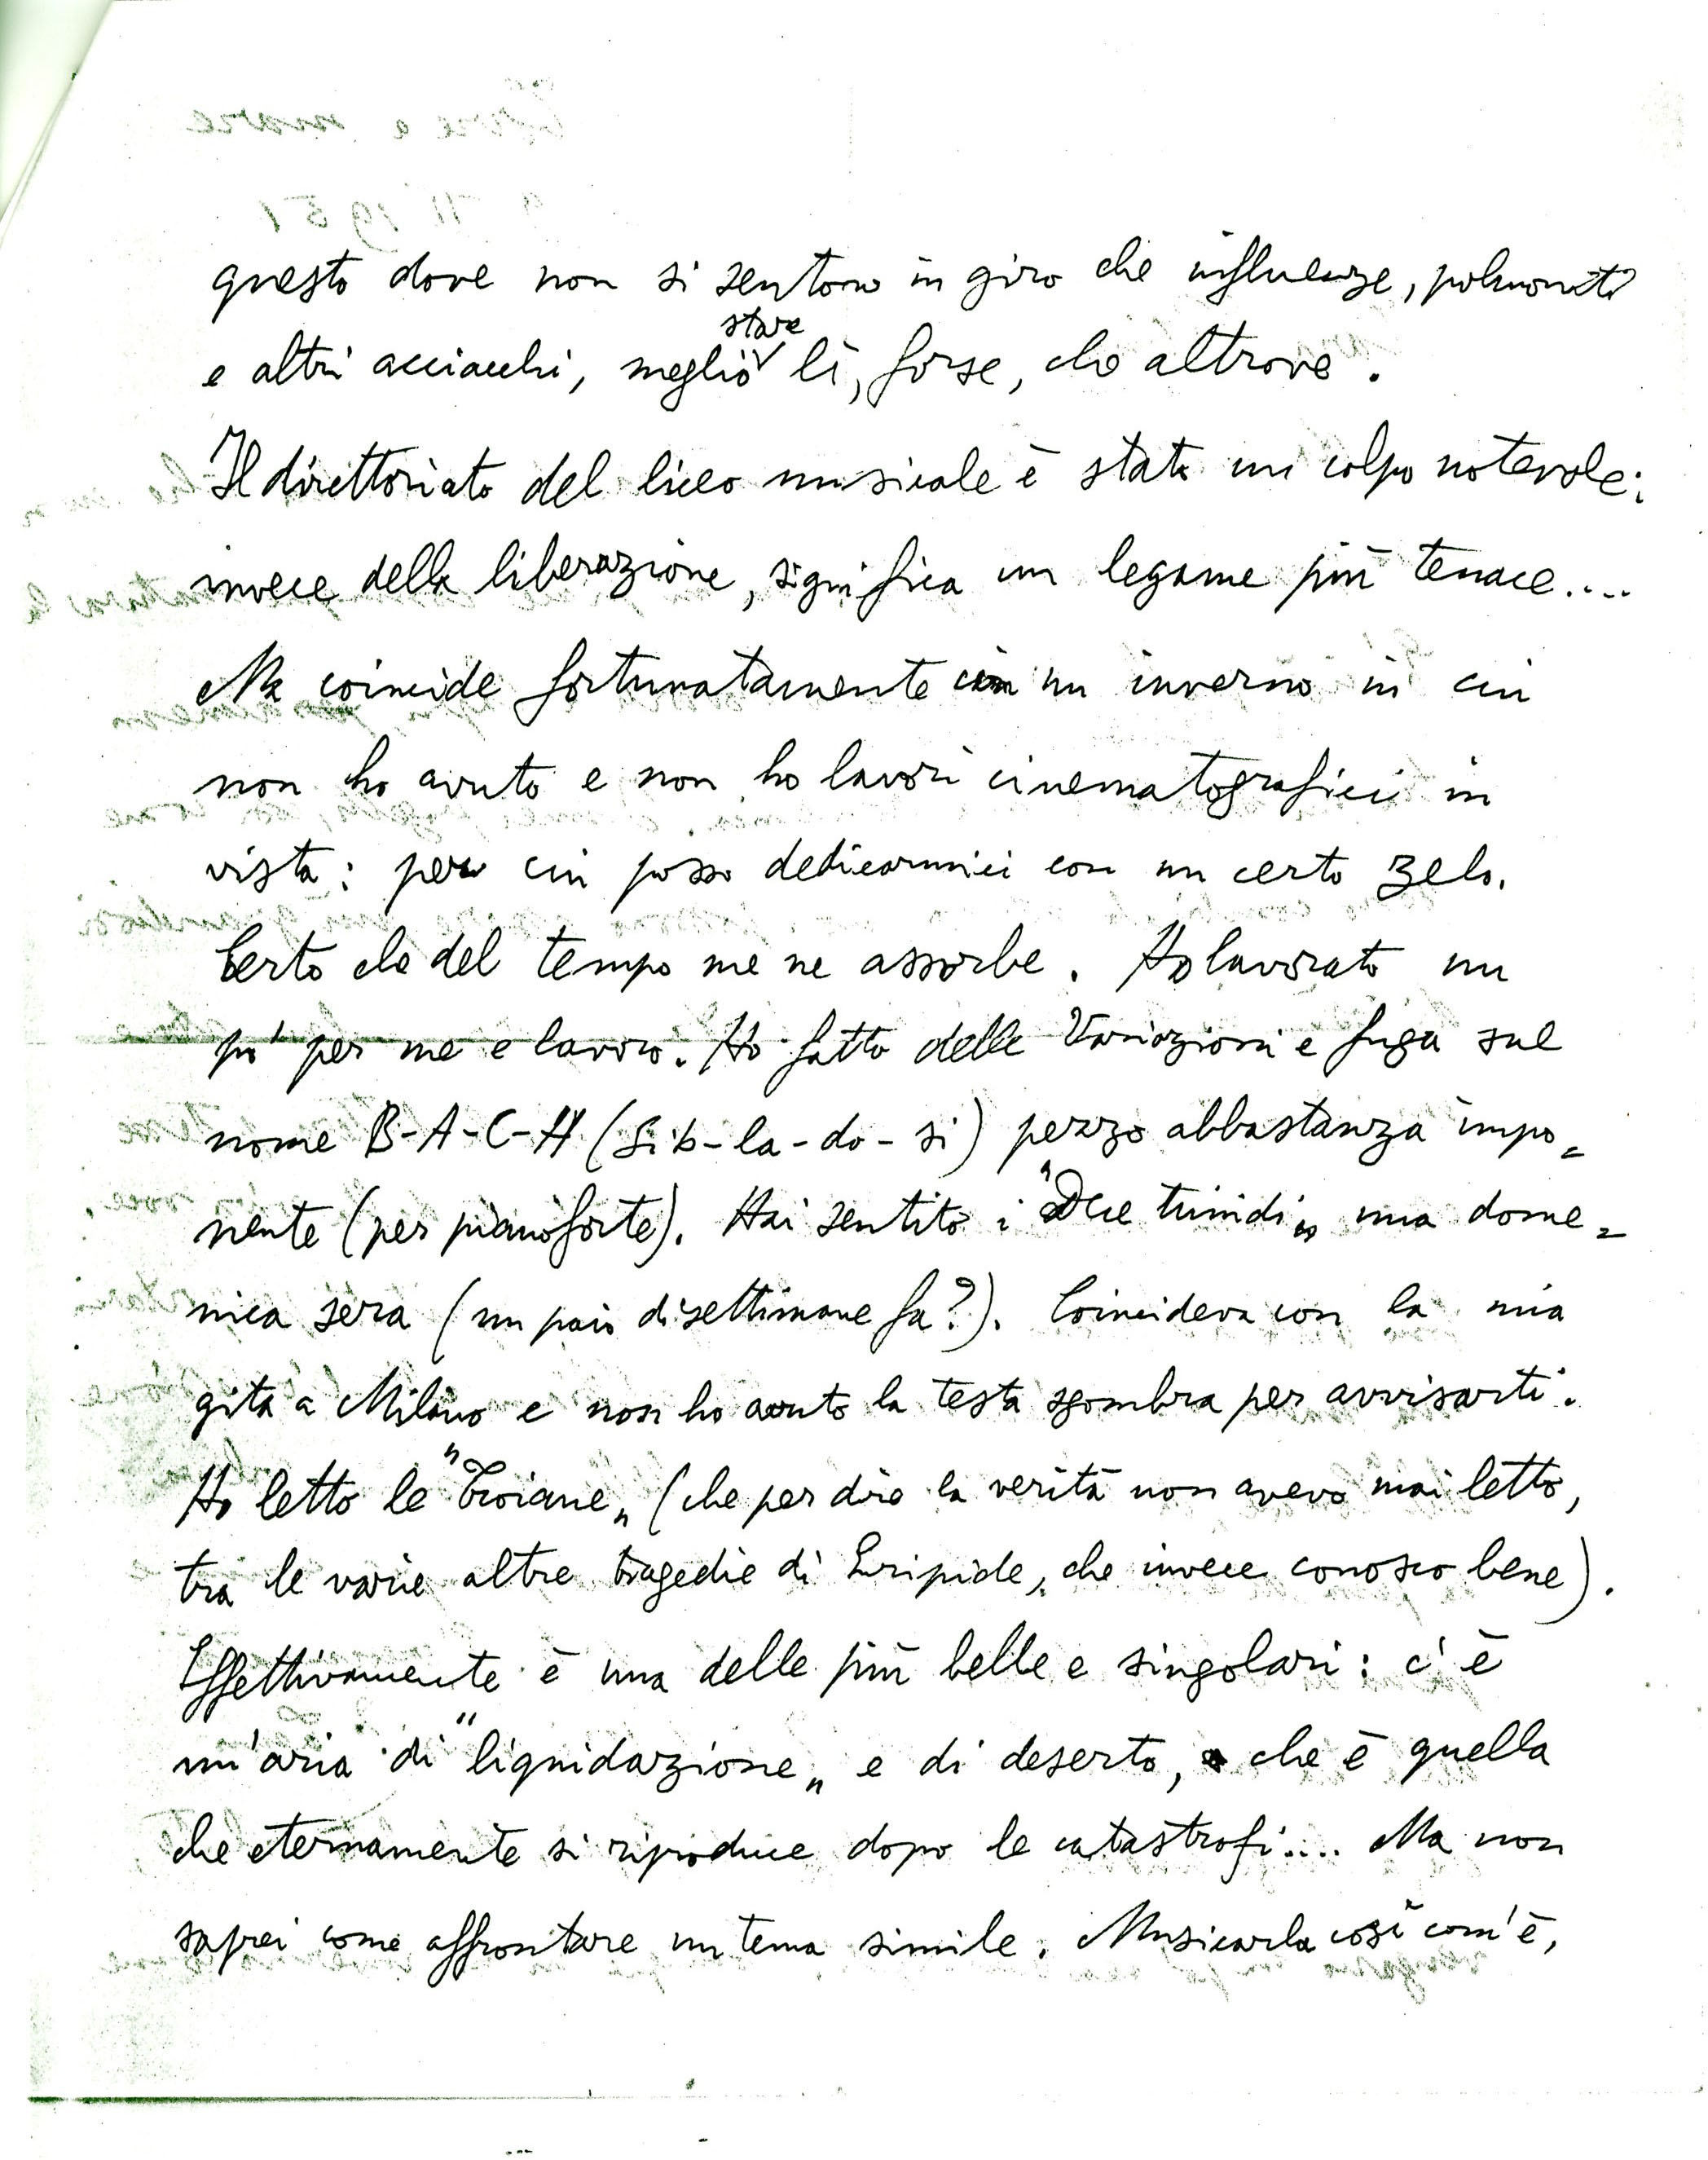 questo dove non si sentono in giro che influenze, polmoniti
stare
e altri acciacchi, meglio lì, forse, che altrove.
Il direttoriato del liceo musicale è stato un colpo notevole:
invece della liberazione, significa un legame più tenace....
Ma coincide fortunatamente con un inverno in cui
non ho avuto e non ho lavori cinematografici in
vista: per cui posso dedicarmici con un certo zelo.
Certo che del tempo me ne assorbe. Ho lavorato un
po' per me e lavoro. Ho fatto delle Variazioni e fuga sul
nome B-A-C-H (si b-la-do-si) pezzo abbastanza impo=
nente (per pianoforte). Hai sentito i "Due timidi„ una dome=
nica sera (un paio di settimane fa?). Coincideva con la mia
gita a Milano e non ho avuto la testa sgombra per avvisarti.
Ho letto le "Troiane„ (che per dire la verità non avevo mai letto,
tra le varie altre tragedie di Euripide, che invece conosco bene).
Effettivamente è una delle più belle e singolari: c'è
un'aria di "liquidazione„ e di deserto, che è quella
che eternamente si riproduce dopo le catastrofi.... Ma non
saprei come affrontare un tema simile. Musicarla così com'è,